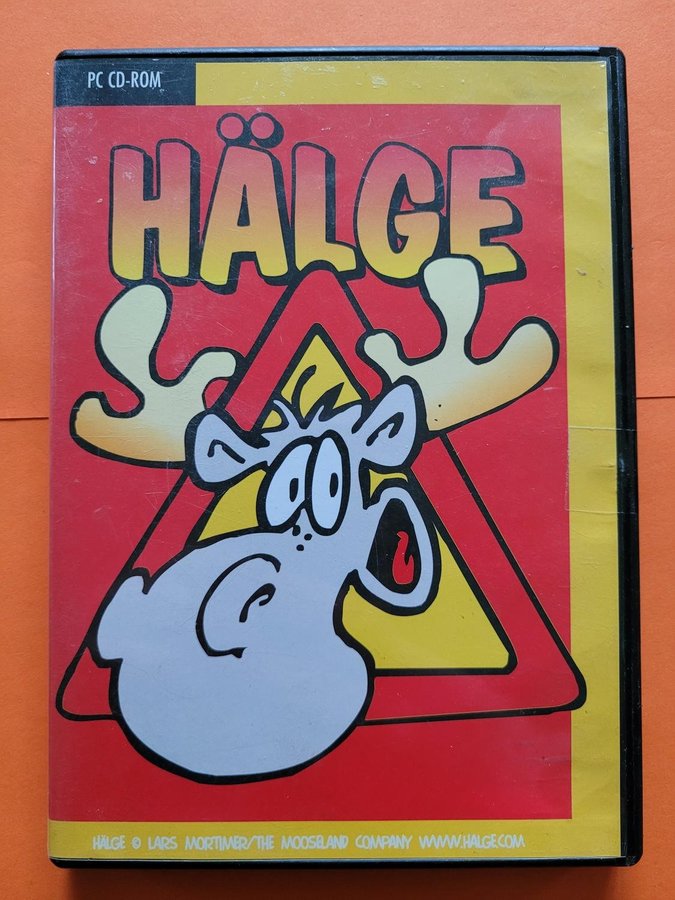 PC CD-ROM
HÄLGE
HÄLGE © LARS MORTIMER/THE MOOSELAND COMPANY WWW.HALGE.COM